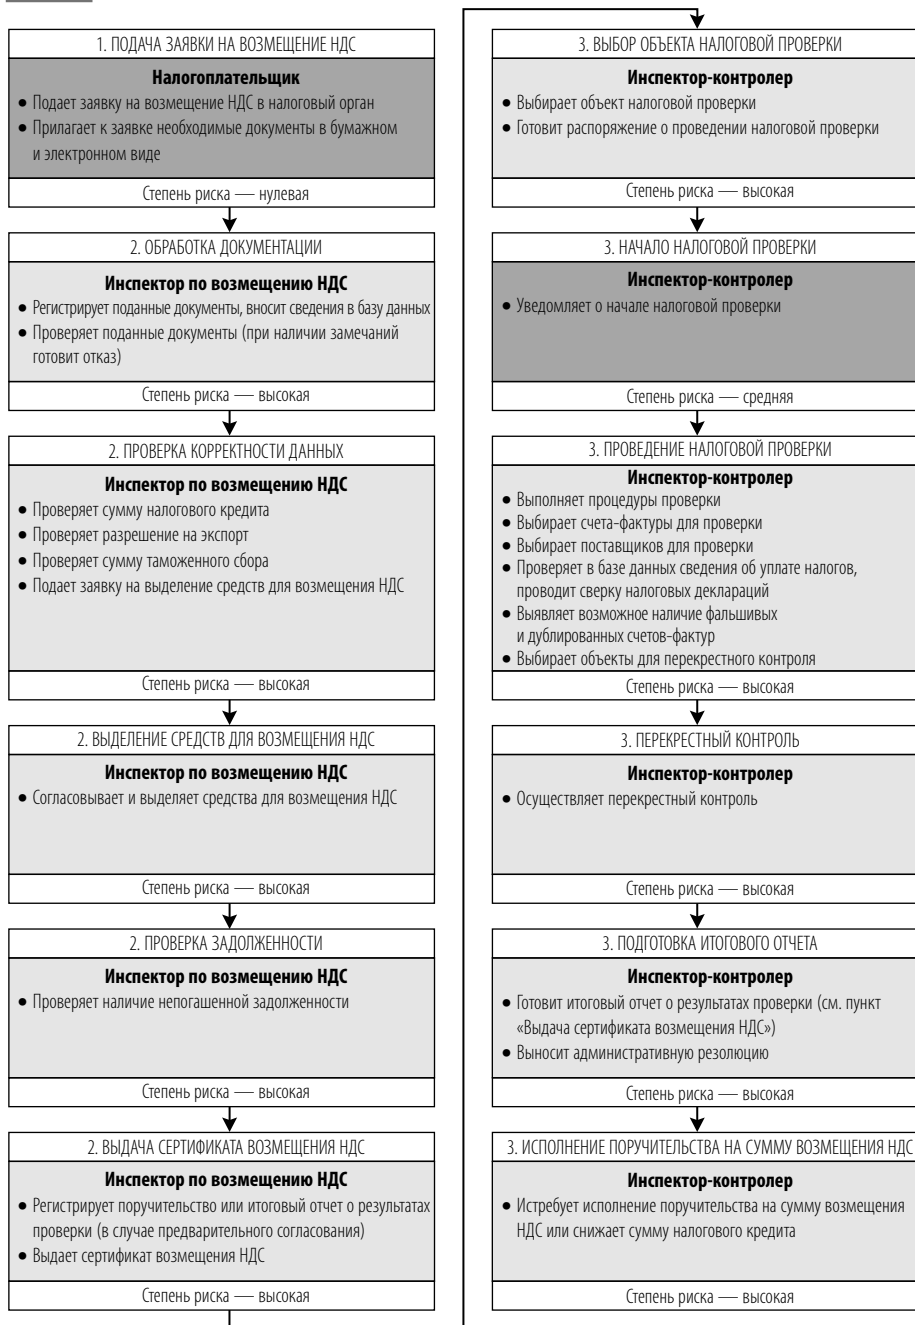 1. ПОДАЧА ЗАЯВКИ НА ВОЗМЕЩЕНИЕ НДС
Налогоплательщик
• Подает заявку на возмещение НДС в налоговый орган
• Прилагает к заявке необходимые документы в бумажном
и электронном виде
Степень риска — нулевая
2. ОБРАБОТКА ДОКУМЕНТАЦИИ
Инспектор по возмещению НДС
• Регистрирует поданные документы, вносит сведения в базу данных
• Проверяет поданные документы (при наличии замечаний
готовит отказ)
Степень риска — высокая
2. ПРОВЕРКА КОРРЕКТНОСТИ ДАННЫХ
Инспектор по возмещению НДС
• Проверяет сумму налогового кредита
• Проверяет разрешение на экспорт
• Проверяет сумму таможенного сбора
• Подает заявку на выделение средств для возмещения НДС
Степень риска — высокая
2. ВЫДЕЛЕНИЕ СРЕДСТВ ДЛЯ ВОЗМЕЩЕНИЯ НДС
Инспектор по возмещению НДС
• Согласовывает и выделяет средства для возмещения НДС
Степень риска — высокая
2. ПРОВЕРКА ЗАДОЛЖЕННОСТИ
Инспектор по возмещению НДС
• Проверяет наличие непогашенной задолженности
Степень риска — высокая
2. ВЫДАЧА СЕРТИФИКАТА ВОЗМЕЩЕНИЯ НДС
Инспектор по возмещению НДС
• Регистрирует поручительство или итоговый отчет о результатах
проверки (в случае предварительного согласования)
• Выдает сертификат возмещения НДС
Степень риска — высокая
3. ВЫБОР ОБЪЕКТА НАЛОГОВОЙ ПРОВЕРКИ
Инспектор-контролер
• Выбирает объект налоговой проверки
• Готовит распоряжение о проведении налоговой проверки
Степень риска — высокая
3. НАЧАЛО НАЛОГОВОЙ ПРОВЕРКИ
Инспектор-контролер
• Уведомляет о начале налоговой проверки
Степень риска — средняя
3. ПРОВЕДЕНИЕ НАЛОГОВОЙ ПРОВЕРКИ
Инспектор-контролер
• Выполняет процедуры проверки
• Выбирает счета-фактуры для проверки
• Выбирает поставщиков для проверки
• Проверяет в базе данных сведения об уплате налогов,
проводит сверку налоговых деклараций
• Выявляет возможное наличие фальшивых
и дублированных счетов-фактур
• Выбирает объекты для перекрестного контроля
Степень риска — высокая
3. ПЕРЕКРЕСТНЫЙ КОНТРОЛЬ
Инспектор-контролер
• Осуществляет перекрестный контроль
Степень риска — высокая
3. ПОДГОТОВКА ИТОГОВОГО ОТЧЕТА
Инспектор-контролер
• Готовит итоговый отчет о результатах проверки (см. пункт
«Выдача сертификата возмещения НДС»)
• Выносит административную резолюцию
Степень риска — высокая
3. ИСПОЛНЕНИЕ ПОРУЧИТЕЛЬСТВА НА СУММУ ВОЗМЕЩЕНИЯ НДС
Инспектор-контролер
• Истребует исполнение поручительства на сумму возмещения
НДС или снижает сумму налогового кредита
Степень риска — высокая